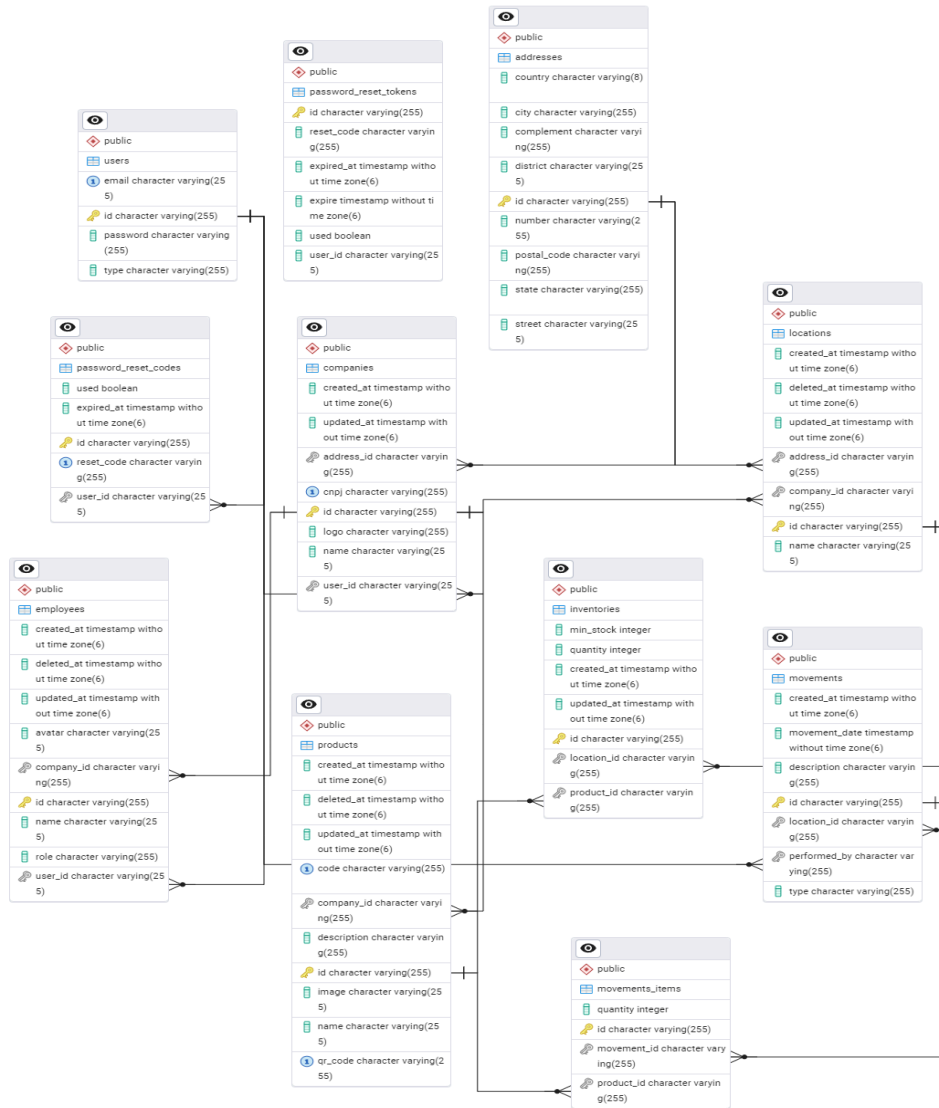 public
addresses
country character varying(8)
city character varying(255)
complement character varyi
ng(255)
district character varying(25
5)
id character varying(255)
number character varying(2
55)
postal_code character varyin
g(255)
state character varying(255)
street character varying(25
5)
public
password_reset_tokens
id character varying(255)
reset_code character varyin
g(255)
expired_at timestamp witho
ut time zone(6)
expire timestamp without ti
me zone(6)
used boolean
user_id character varying(25
5)
public
users
email character varying(25
5)
id character varying(255)
password character varying
(255)
type character varying(255)
public
locations
created_at timestamp witho
ut time zone(6)
deleted_at timestamp witho
ut time zone(6)
updated_at timestamp with
out time zone(6)
address_id character varyin
g(255)
company_id character varyi
ng(255)
id character varying(255)
name character varying(25
5)
public
password_reset_codes
used boolean
expired_at timestamp witho
ut time zone(6)
id character varying(255)
reset_code character varyin
g(255)
user_id character varying(25
5)
public
companies
created_at timestamp witho
ut time zone(6)
updated_at timestamp with
out time zone(6)
address_id character varyin
g(255)
cnpj character varying(255)
id character varying(255)
logo character varying(255)
name character varying(25
5)
user_id character varying(25
5)
public
employees
created_at timestamp witho
ut time zone(6)
deleted_at timestamp witho
ut time zone(6)
updated_at timestamp with
out time zone(6)
avatar character varying(25
5)
company_id character varyi
ng(255)
id character varying(255)
name character varying(25
5)
role character varying(255)
user_id character varying(25
5)
public
inventories
min_stock integer
quantity integer
created_at timestamp witho
ut time zone(6)
updated_at timestamp with
out time zone(6)
id character varying(255)
location_id character varyin
g(255)
product_id character varyin
g(255)
public
movements
created_at timestamp witho
ut time zone(6)
movement_date timestamp
without time zone(6)
description character varyin
g(255)
id character varying(255)
location_id character varyin
g(255)
performed_by character var
ying(255)
type character varying(255)
public
products
created_at timestamp witho
ut time zone(6)
deleted_at timestamp witho
ut time zone(6)
updated_at timestamp with
out time zone(6)
code character varying(255)
company_id character varyi
ng(255)
description character varyin
g(255)
id character varying(255)
image character varying(25
5)
name character varying(25
5)
qr_code character varying(2
55)
public
movements_items
quantity integer
id character varying(255)
movement_id character var
ying(255)
product_id character varyin
g(255)